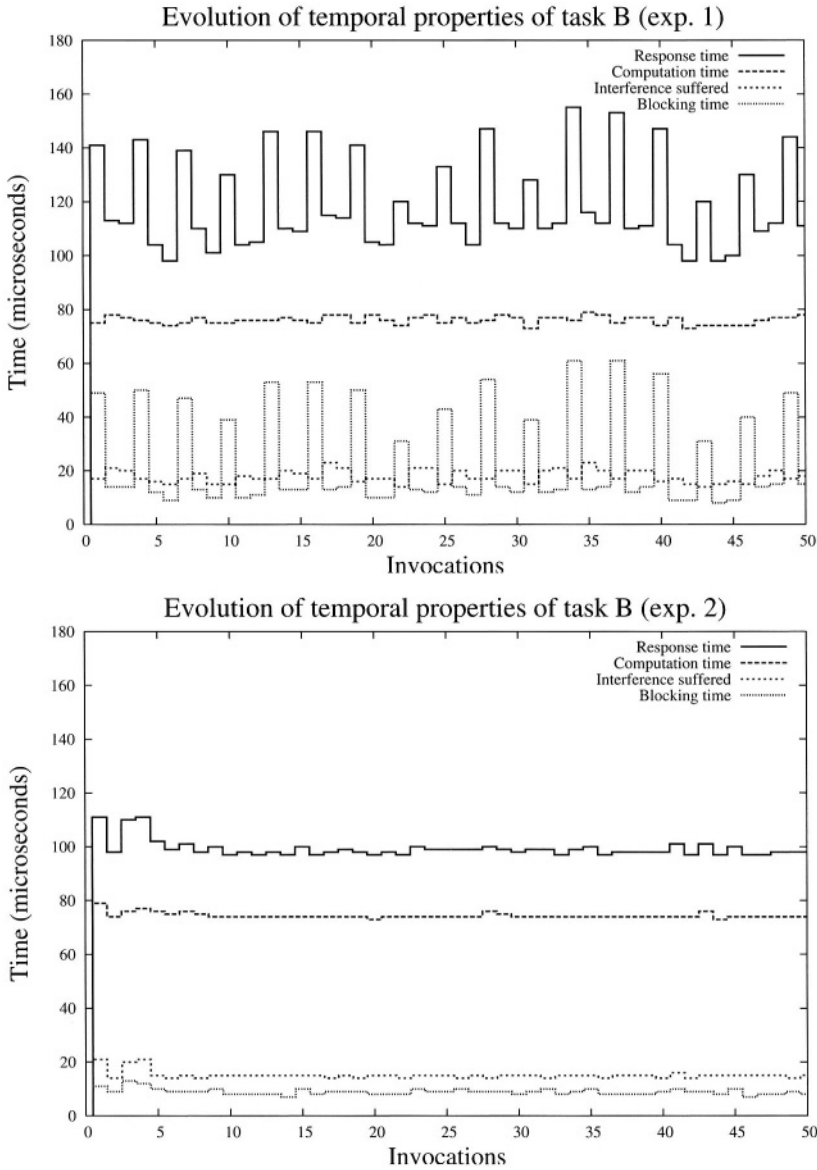 Evolution of temporal properties of task B (exp. 1)
180
160
140
120
100
80
60
40
20
0
Time (microseconds)
Response time
Computation time
Interference suffered
Blocking time
0 5 10 15 20 25 30 35 40 45 50
Invocations
Evolution of temporal properties of task B (exp. 2)
180
160
140
120
100
80
60
40
20
0
Time (microseconds)
Response time
Computation time
Interference suffered
Blocking time
0 5 10 15 20 25 30 35 40 45 50
Invocations